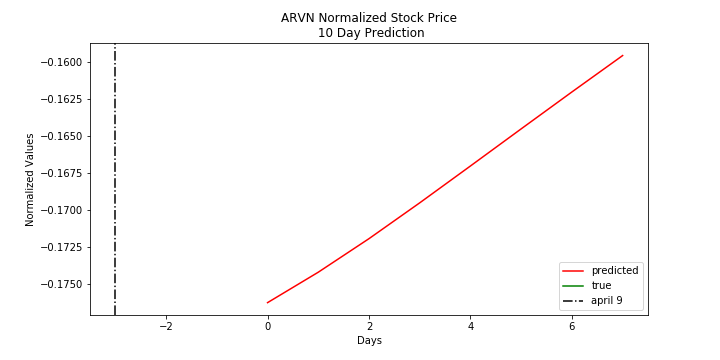 ARVN Normalized Stock Price
10 Day Prediction
−0.1600
−0.1625
−0.1650
−0.1675
−0.1700
−0.1725
−0.1750
Normalized Values
−2
0
2
4
6
Days
predicted
true
april 9